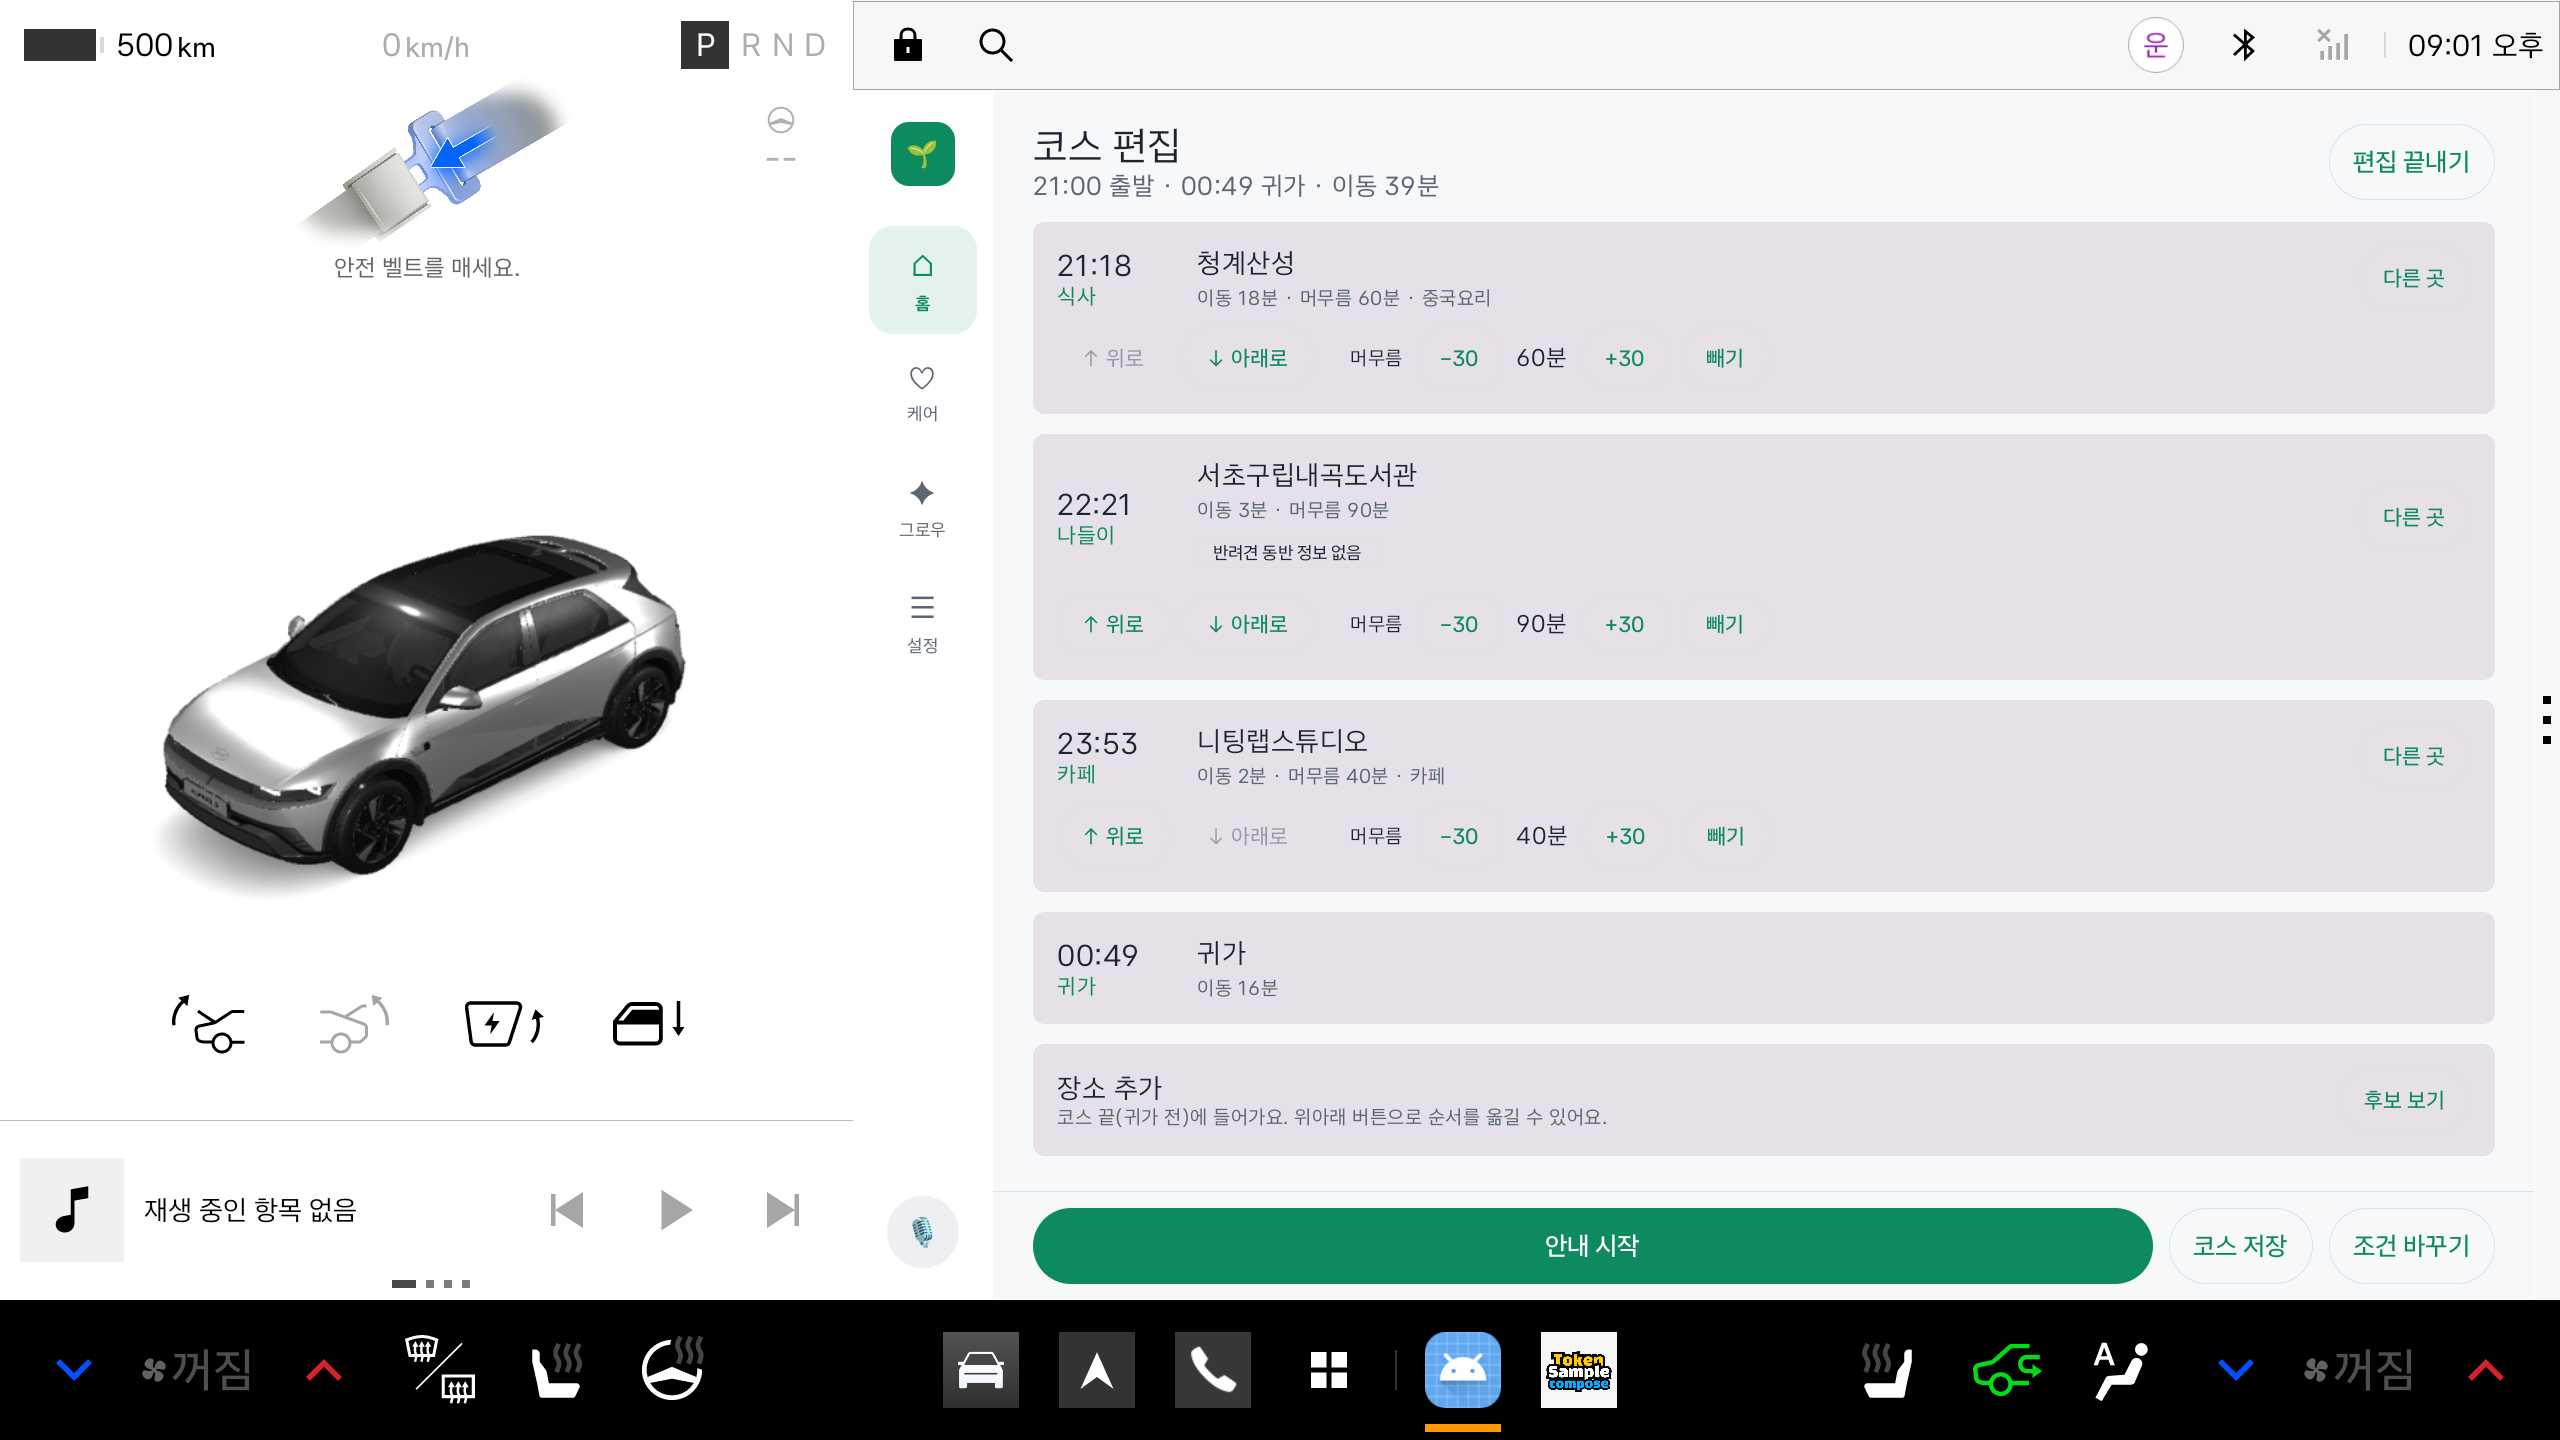 500 km
0 km/h
P R N D
09:01 오후
운
안전 벨트를 매세요.
홈
케어
그로우
설정
코스 편집
21:00 출발 · 00:49 귀가 · 이동 39분
편집 끝내기
21:18
식사
청계산성
이동 18분 · 머무름 60분 · 중국요리
다른 곳
↑ 위로
↓ 아래로
머무름
-30
60분
+30
빼기
22:21
나들이
서초구립내곡도서관
이동 3분 · 머무름 90분
반려견 동반 정보 없음
다른 곳
↑ 위로
↓ 아래로
머무름
-30
90분
+30
빼기
23:53
카페
니팅랩스튜디오
이동 2분 · 머무름 40분 · 카페
다른 곳
↑ 위로
↓ 아래로
머무름
-30
40분
+30
빼기
00:49
귀가
귀가
이동 16분
장소 추가
코스 끝(귀가 전)에 들어가요. 위아래 버튼으로 순서를 옮길 수 있어요.
후보 보기
재생 중인 항목 없음
안내 시작
코스 저장
조건 바꾸기
꺼짐
Token
Sample
compose
A
꺼짐